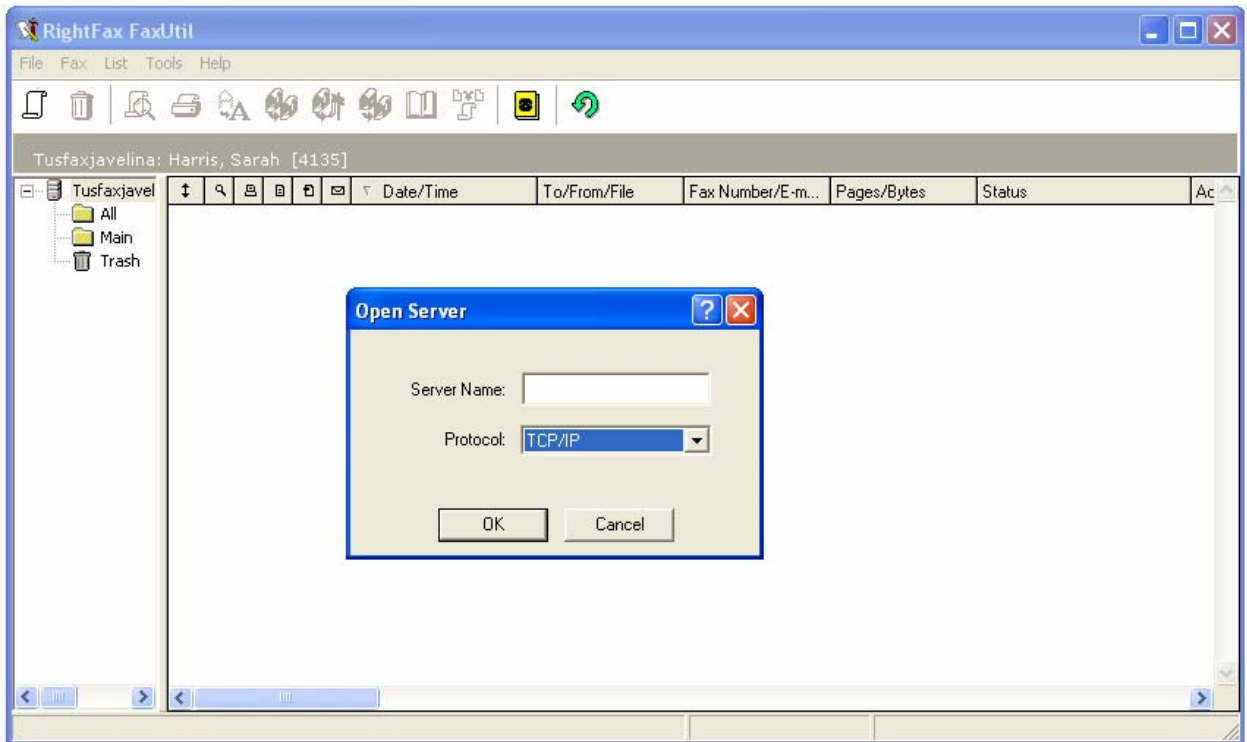 RightFax FaxUtil
File Fax List Tools Help
Tusfaxjavelina: Harris, Sarah [4135]
Tusfaxjavel
Date/Time To/From/File Fax Number/E-m... Pages/Bytes Status Ac
All
Main
Trash
Open Server
Server Name:
Protocol: TCP/IP
OK Cancel